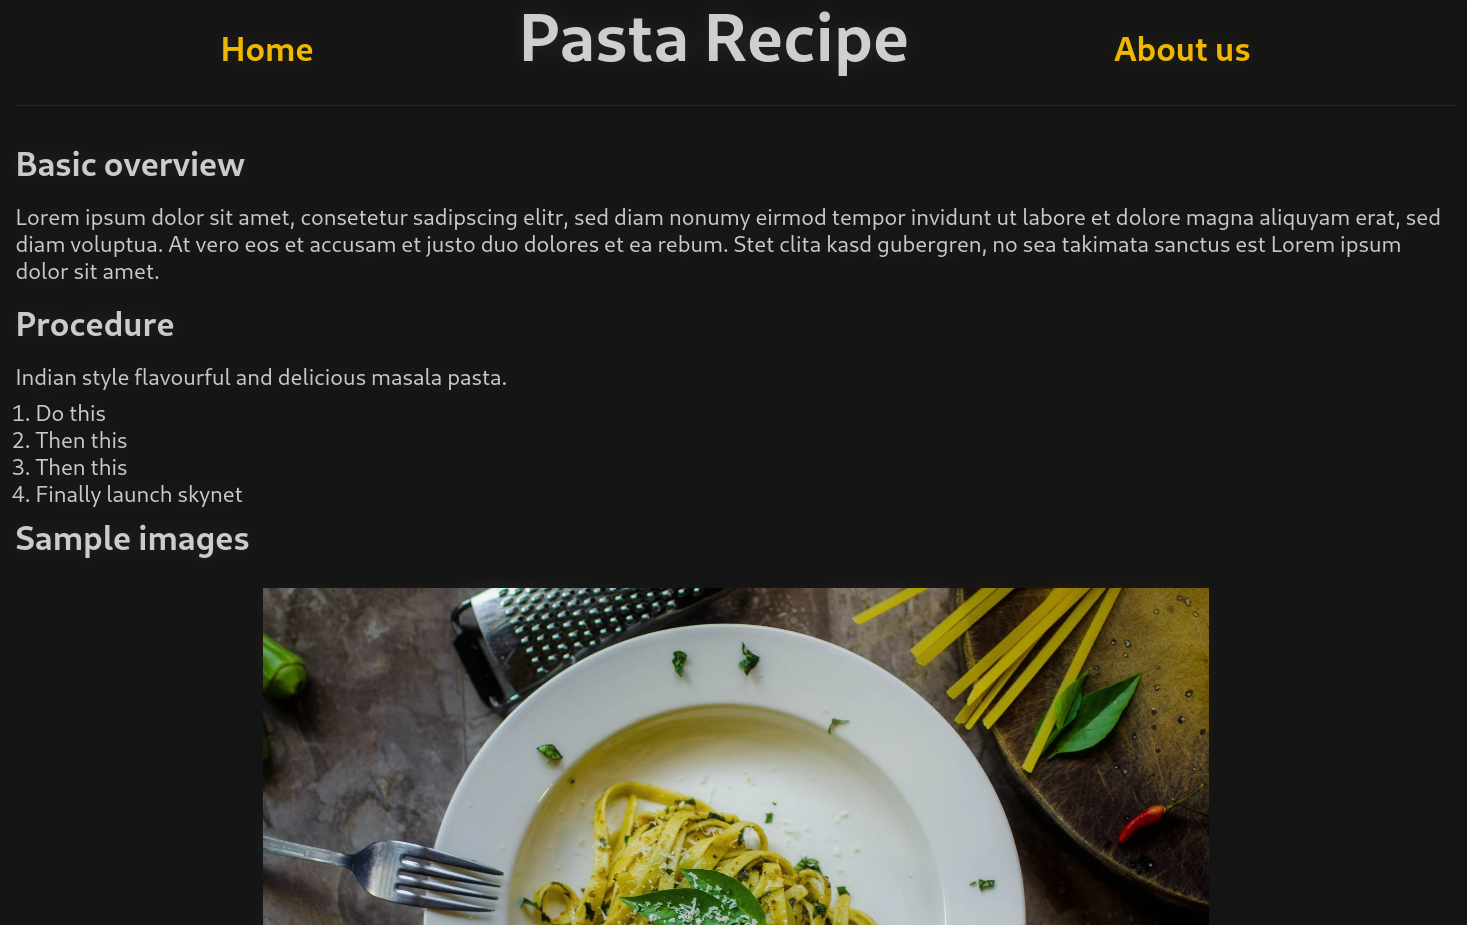 Home
Pasta Recipe
About us
Basic overview
Lorem ipsum dolor sit amet, consetetur sadipscing elitr, sed diam nonumy eirmod tempor invidunt ut labore et dolore magna aliquyam erat, sed
diam voluptua. At vero eos et accusam et justo duo dolores et ea rebum. Stet clita kasd gubergren, no sea takimata sanctus est Lorem ipsum
dolor sit amet.
Procedure
Indian style flavourful and delicious masala pasta.
1. Do this
2. Then this
3. Then this
4. Finally launch skynet
Sample images